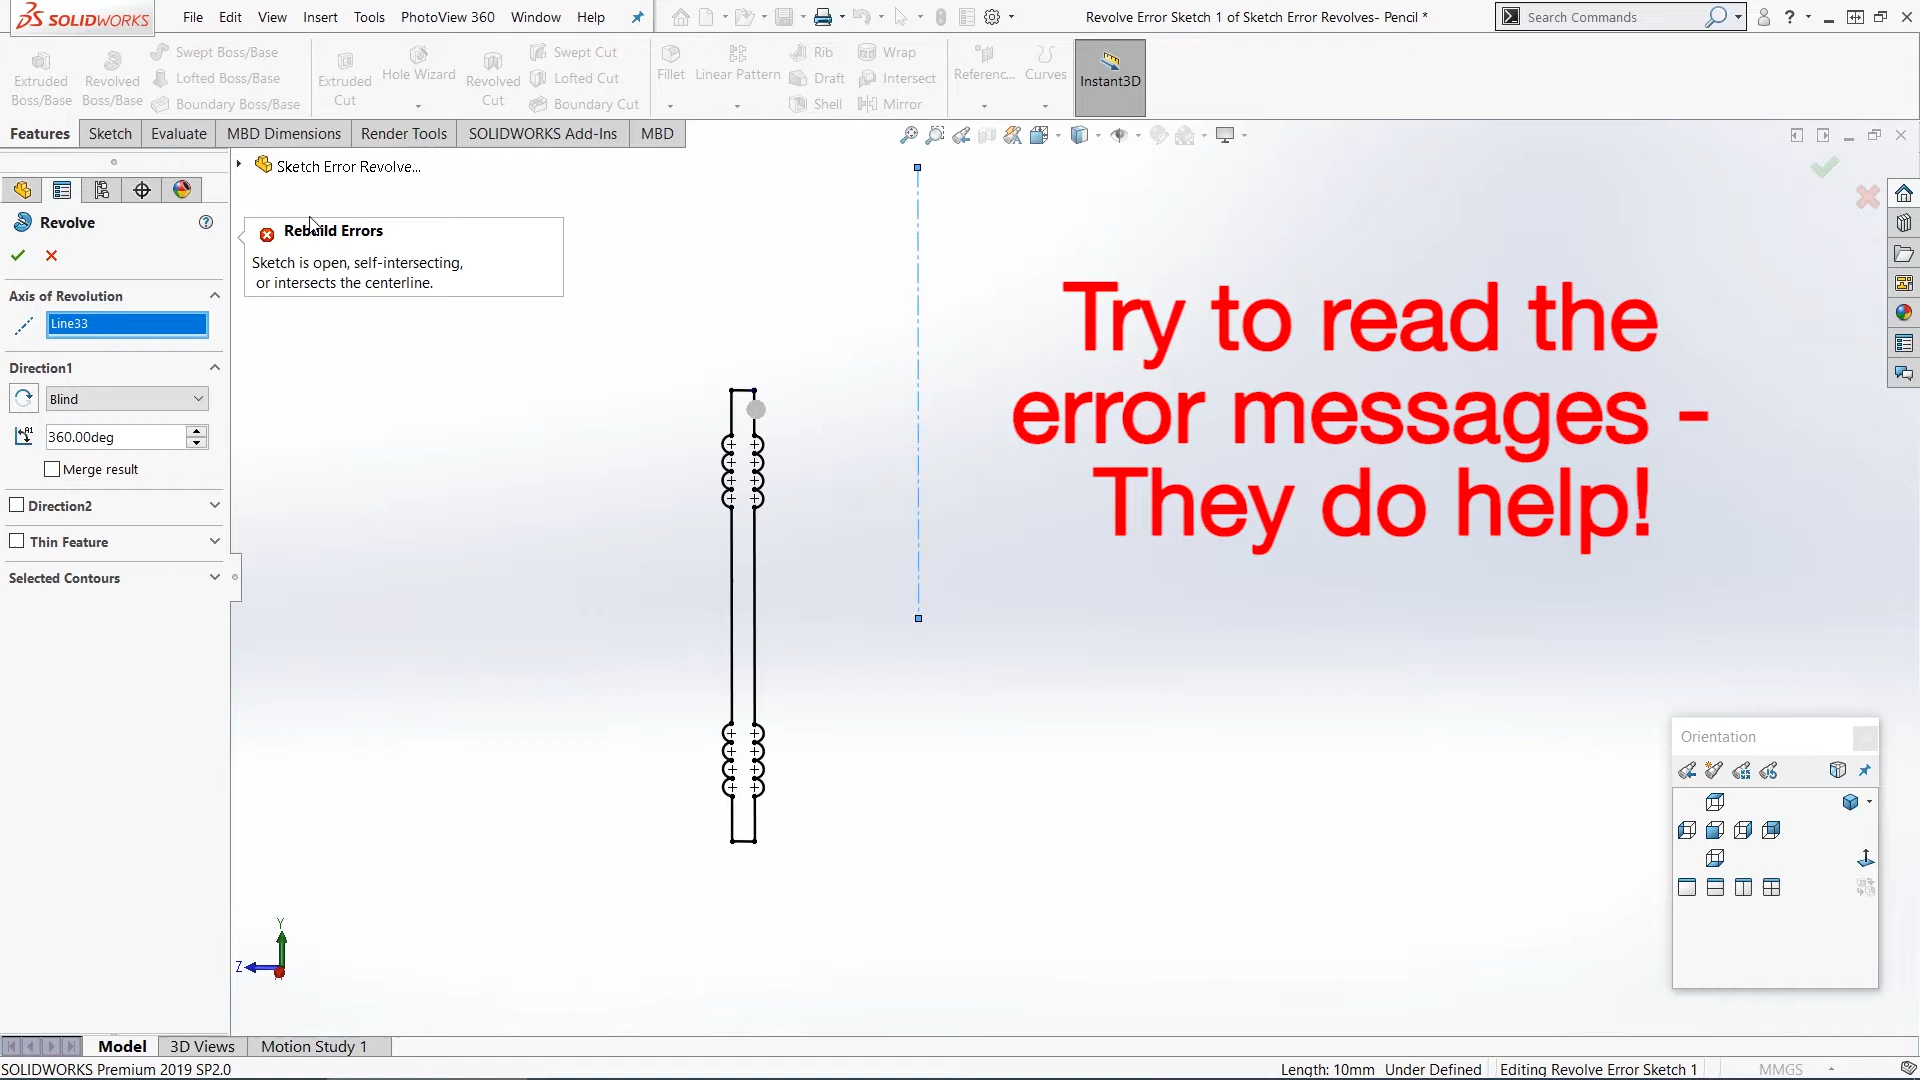 SOLIDWORKS
File Edit View Insert Tools PhotoView 360 Window Help
Revolve Error Sketch 1 of Sketch Error Revolves- Pencil *
Search Commands
Extruded Boss/Base
Revolved Boss/Base
Swept Boss/Base
Lofted Boss/Base
Boundary Boss/Base
Extruded Cut
Hole Wizard
Revolved Cut
Swept Cut
Lofted Cut
Boundary Cut
Fillet
Linear Pattern
Rib
Draft
Shell
Wrap
Intersect
Mirror
Referenc...
Curves
Instant3D
Features Sketch Evaluate MBD Dimensions Render Tools SOLIDWORKS Add-Ins MBD
Sketch Error Revolve...
Revolve
Rebuild Errors
Sketch is open, self-intersecting,
or intersects the centerline.
Axis of Revolution
Line33
Direction1
Blind
360.00deg
Merge result
Direction2
Thin Feature
Selected Contours
Try to read the
error messages -
They do help!
Orientation
Y
Z
Model 3D Views Motion Study 1
SOLIDWORKS Premium 2019 SP2.0
Length: 10mm Under Defined Editing Revolve Error Sketch 1 MMGS